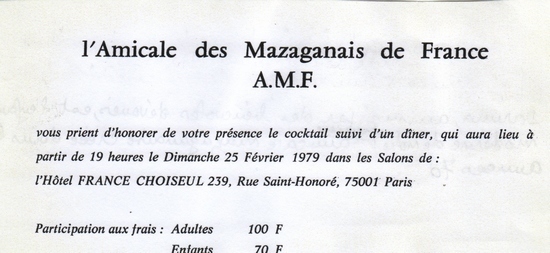 l'Amicale des Mazaganais de France
A.M.F.
vous prient d'honorer de votre présence le cocktail suivi d'un dîner, qui aura lieu à
partir de 19 heures le Dimanche 25 Février 1979 dans les Salons de :
l'Hôtel FRANCE CHOISEUL 239, Rue Saint-Honoré, 75001 Paris
Participation aux frais : Adultes 100 F
Enfants 70 F